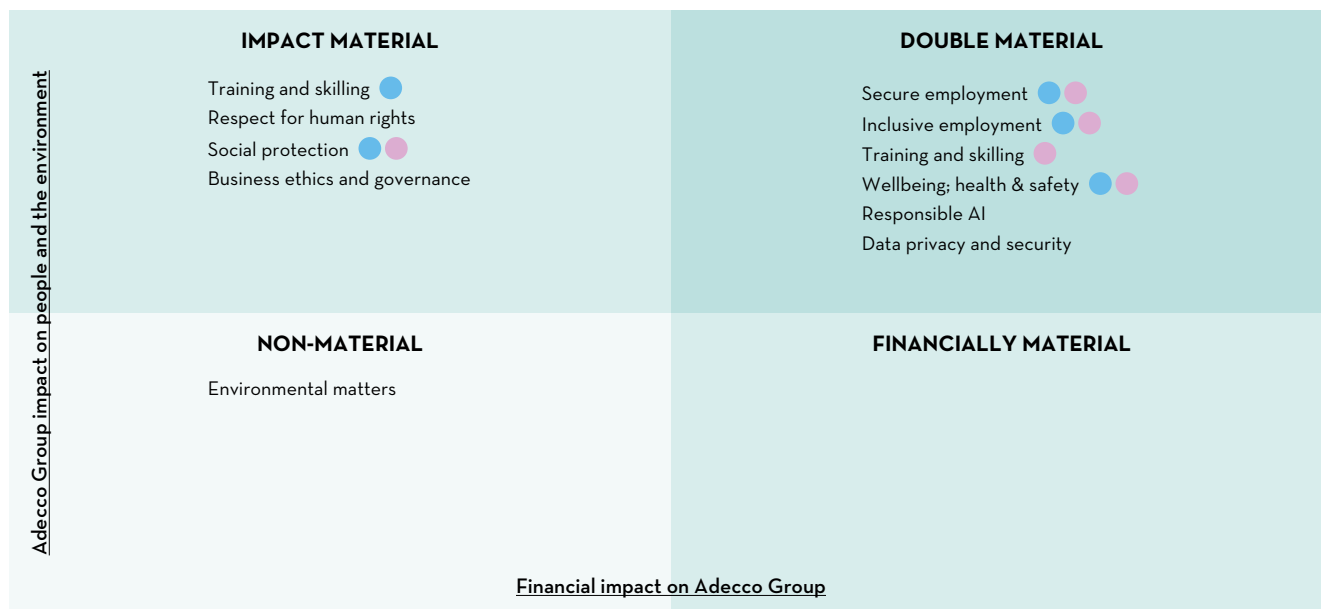 IMPACT MATERIAL
Training and skilling
Respect for human rights
Social protection
Business ethics and governance
DOUBLE MATERIAL
Secure employment
Inclusive employment
Training and skilling
Wellbeing; health & safety
Responsible AI
Data privacy and security
NON-MATERIAL
Environmental matters
FINANCIALLY MATERIAL
Adecco Group impact on people and the environment
Financial impact on Adecco Group